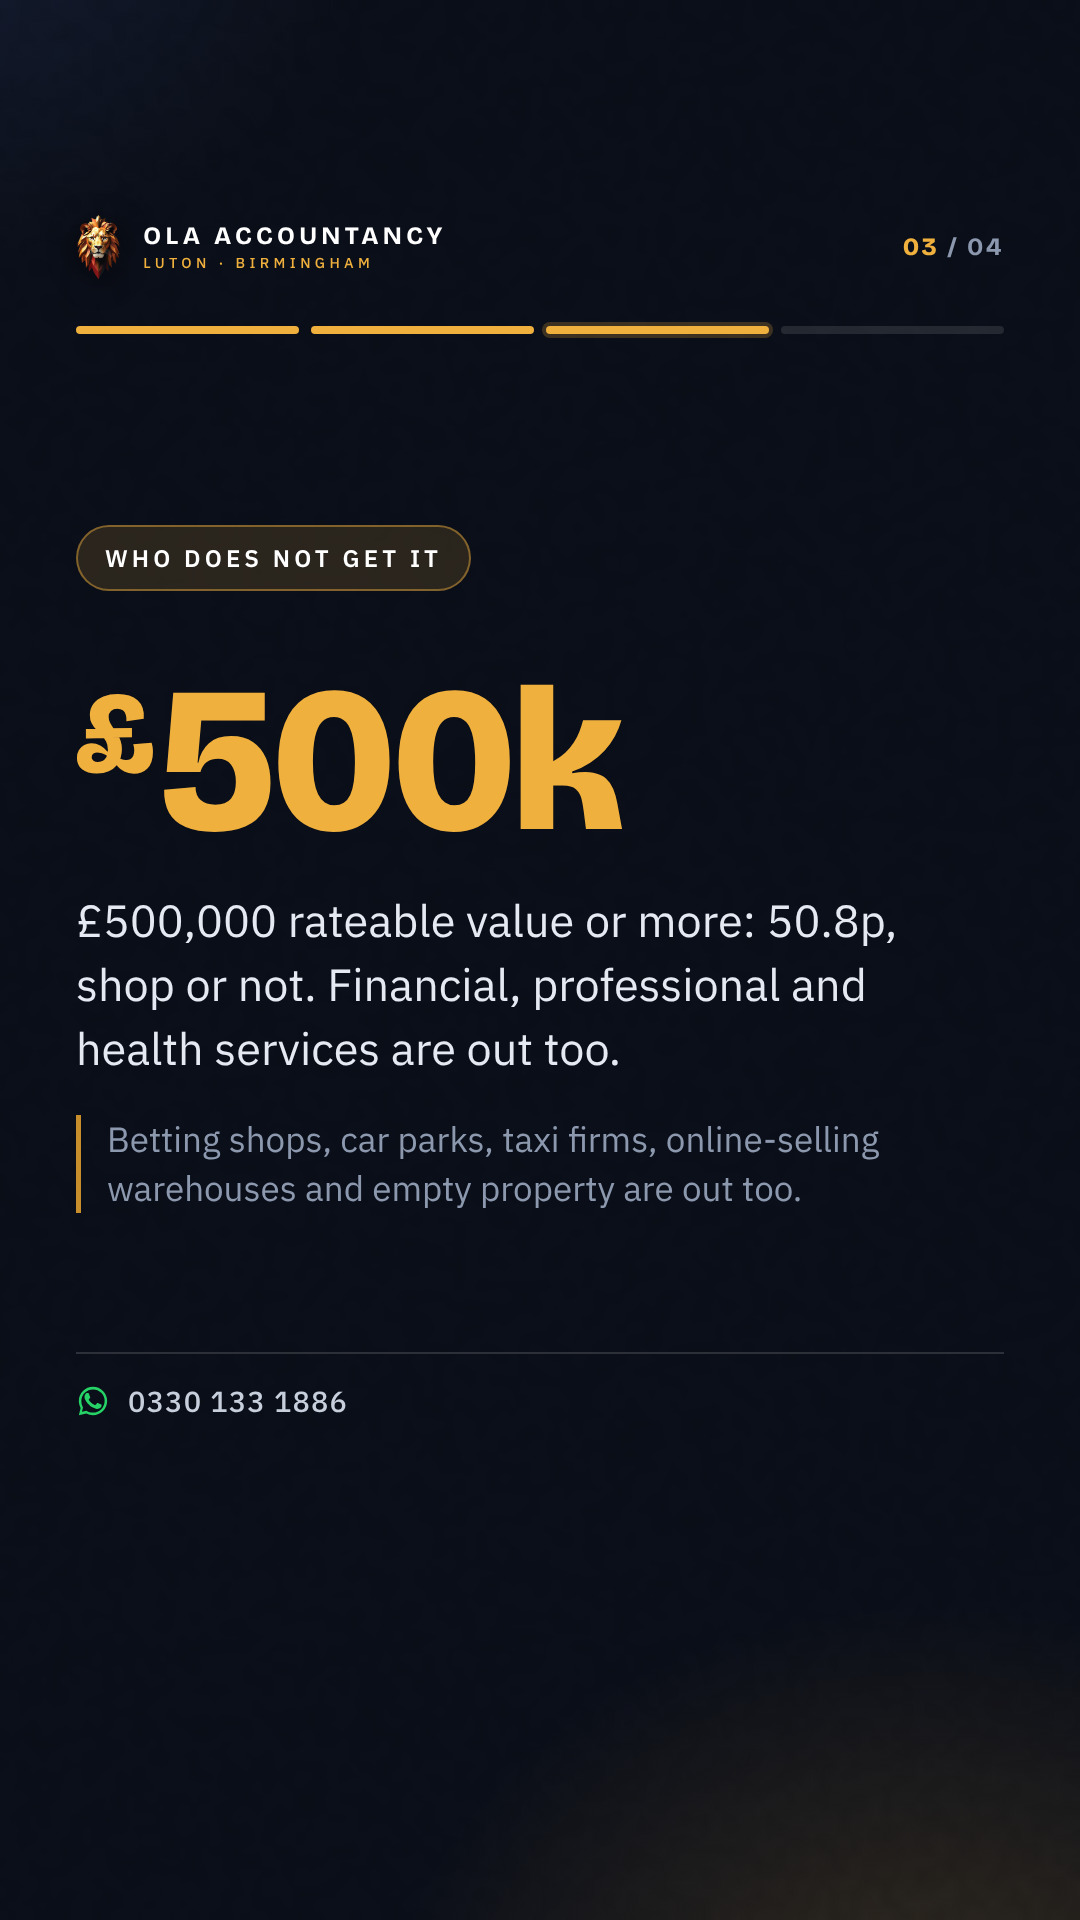 OLA ACCOUNTANCY
LUTON · BIRMINGHAM
03 / 04
WHO DOES NOT GET IT
£500k
£500,000 rateable value or more: 50.8p,
shop or not. Financial, professional and
health services are out too.
Betting shops, car parks, taxi firms, online-selling
warehouses and empty property are out too.
0330 133 1886